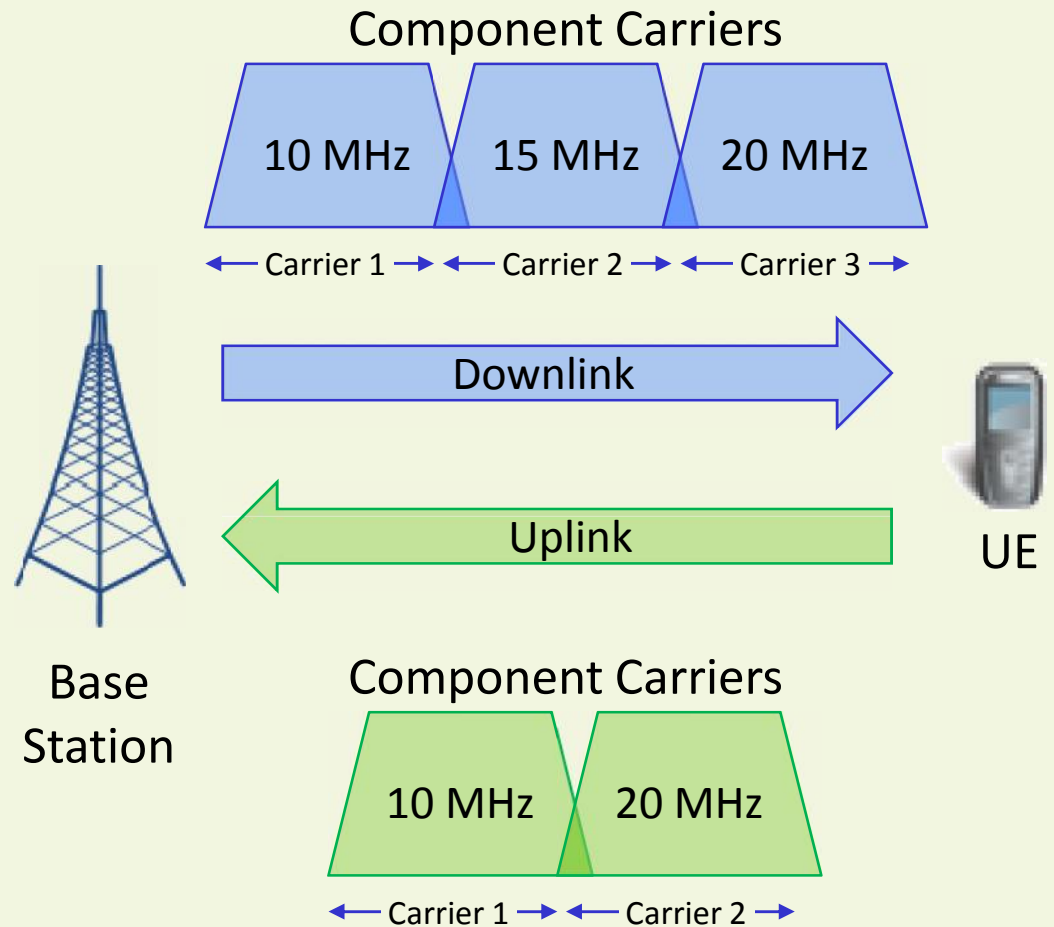 Component Carriers
10 MHz 15 MHz 20 MHz
Carrier 1 Carrier 2 Carrier 3
Downlink
Uplink
UE
Base
Station
Component Carriers
10 MHz 20 MHz
Carrier 1 Carrier 2